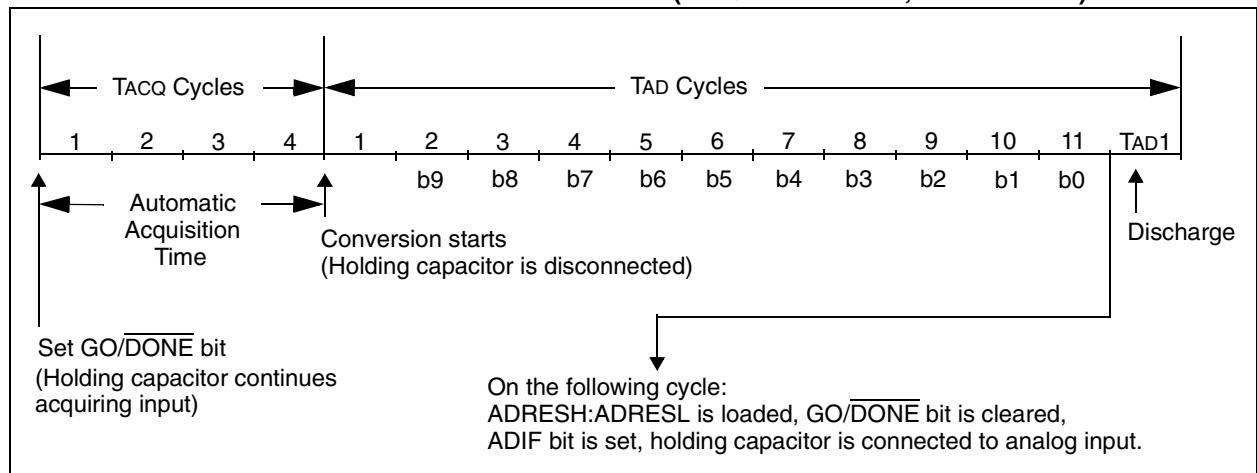 TACQ Cycles
TAD Cycles
1 2 3 4 1 2 3 4 5 6 7 8 9 10 11 TAD1
b9 b8 b7 b6 b5 b4 b3 b2 b1 b0
Automatic
Acquisition
Time
Conversion starts
(Holding capacitor is disconnected)
Discharge
Set GO/DONE bit
(Holding capacitor continues
acquiring input)
On the following cycle:
ADRESH:ADRESL is loaded, GO/DONE bit is cleared,
ADIF bit is set, holding capacitor is connected to analog input.